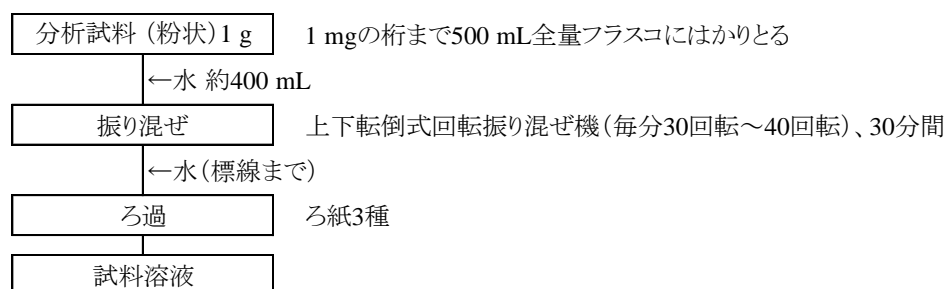 分析試料（粉状）1 g　1 mgの桁まで500 mL全量フラスコにはかりとる
←水 約400 mL
振り混ぜ　上下転倒式回転振り混ぜ機（毎分30回転～40回転）、30分間
←水（標線まで）
ろ過　ろ紙3種
試料溶液